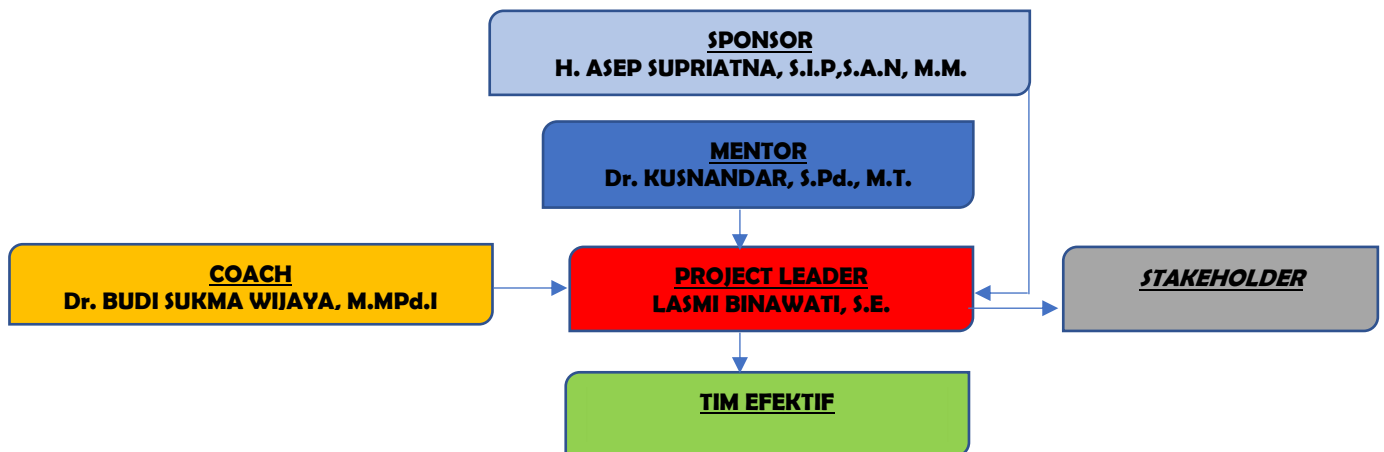 SPONSOR
H. ASEP SUPRIATNA, S.I.P,S.A.N, M.M.
MENTOR
Dr. KUSNANDAR, S.Pd., M.T.
COACH
Dr. BUDI SUKMA WIJAYA, M.MPd.I
PROJECT LEADER
LASMI BINAWATI, S.E.
STAKEHOLDER
TIM EFEKTIF